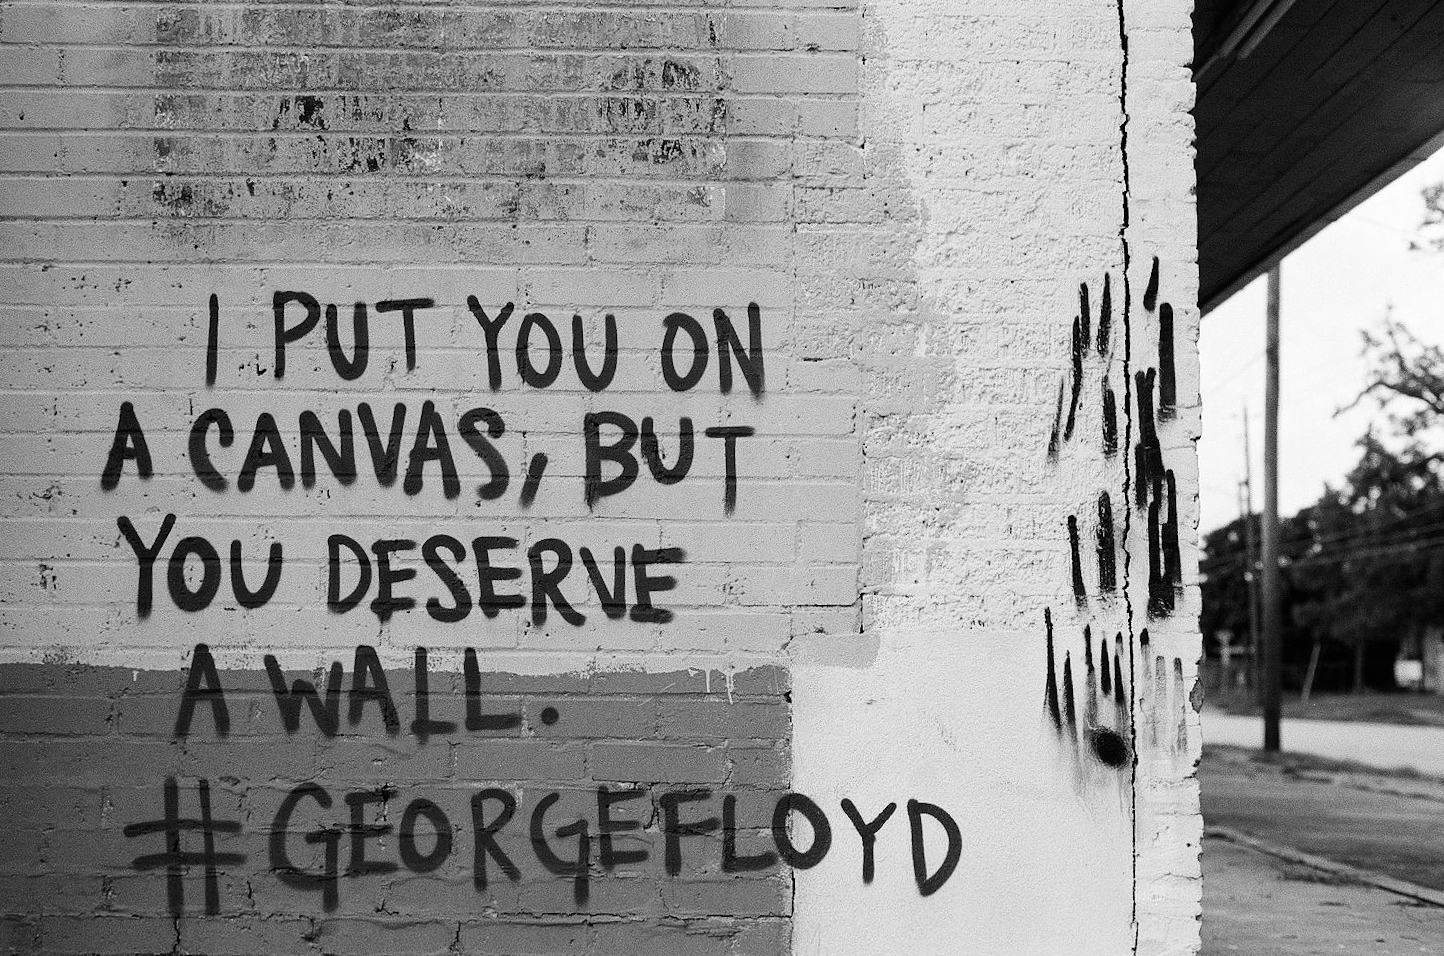 I PUT YOU ON
A CANVAS, BUT
YOU DESERVE
A WALL.
#GEORGEFLOYD